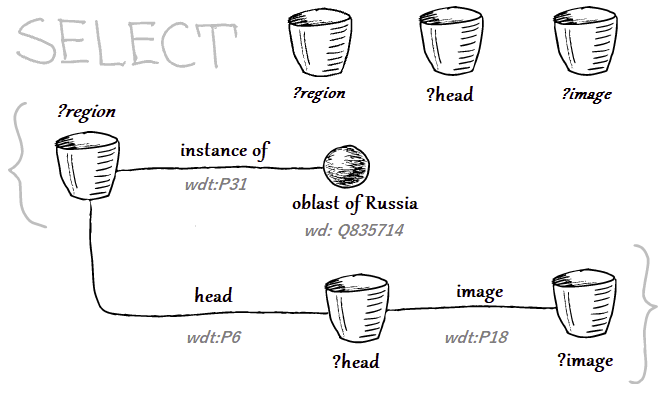 SELECT
?region
?head
?image
{
?region
instance of
wdt:P31
oblast of Russia
wd: Q835714
head
wdt:P6
?head
image
wdt:P18
?image
}